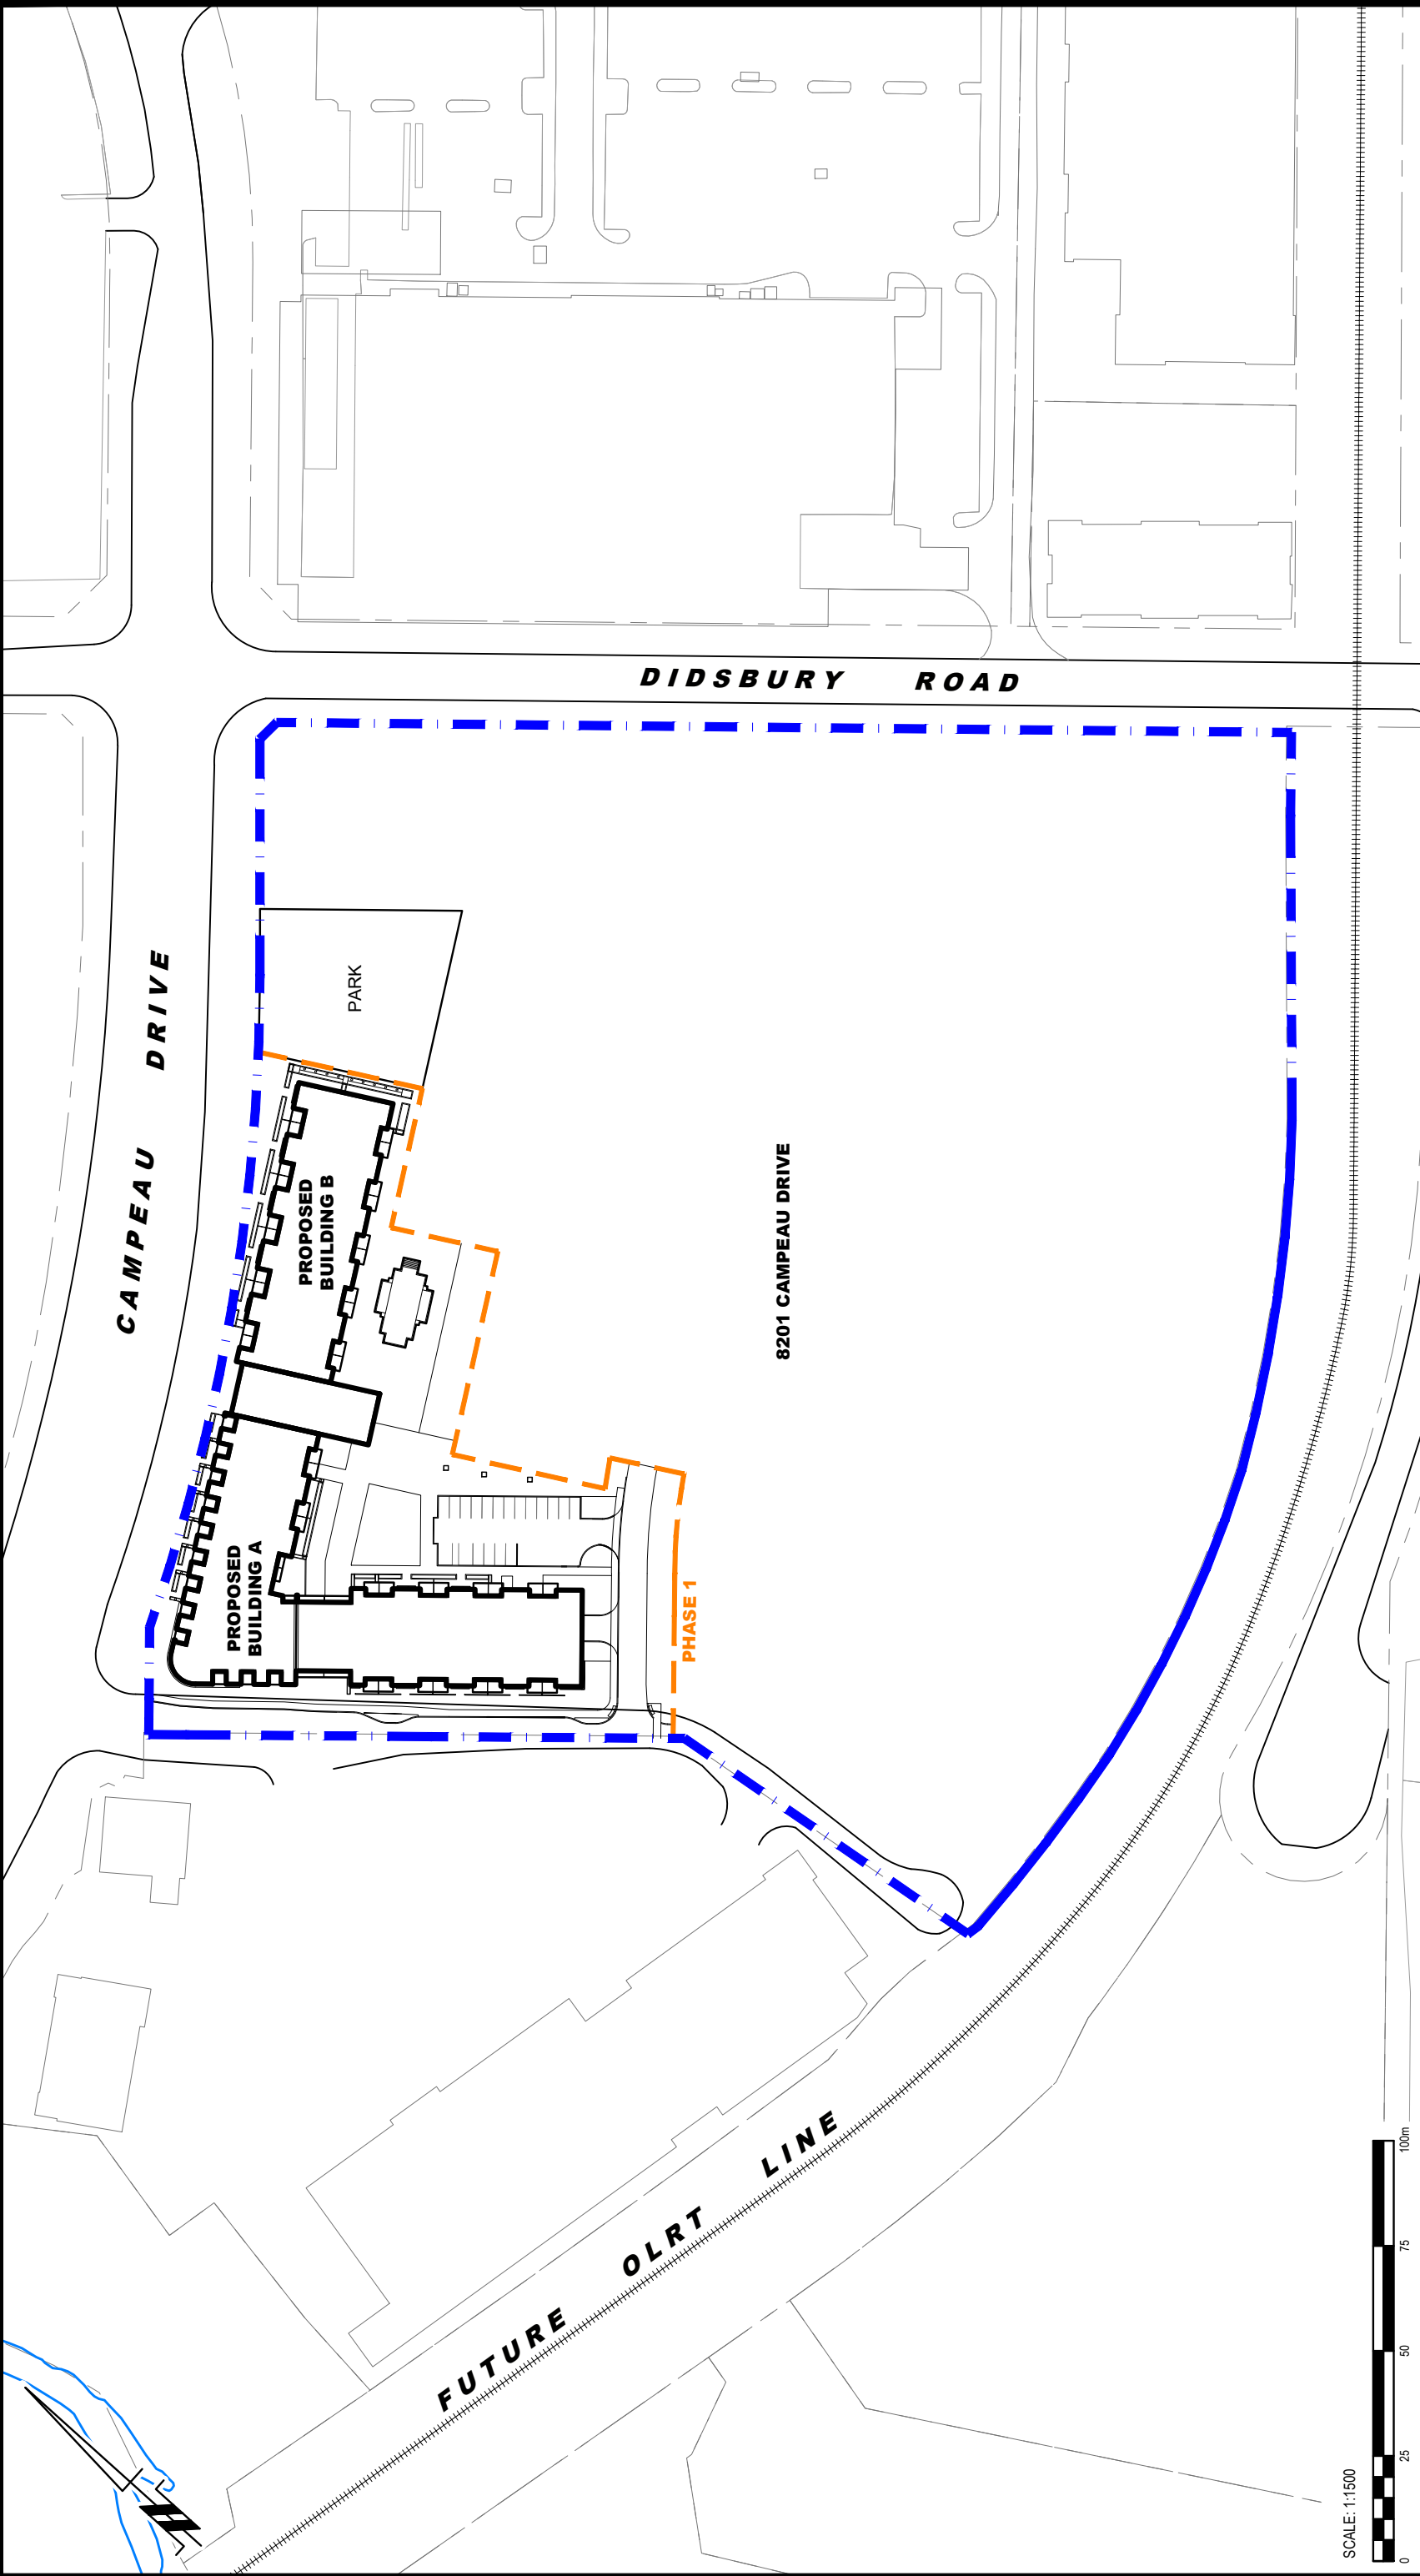 DIDSBURY ROAD
CAMPEAU DRIVE
PARK
PROPOSED
BUILDING B
8201 CAMPEAU DRIVE
PROPOSED
BUILDING A
PHASE 1
FUTURE OLRT LINE
SCALE: 1:1500
0 25 50 75 100m